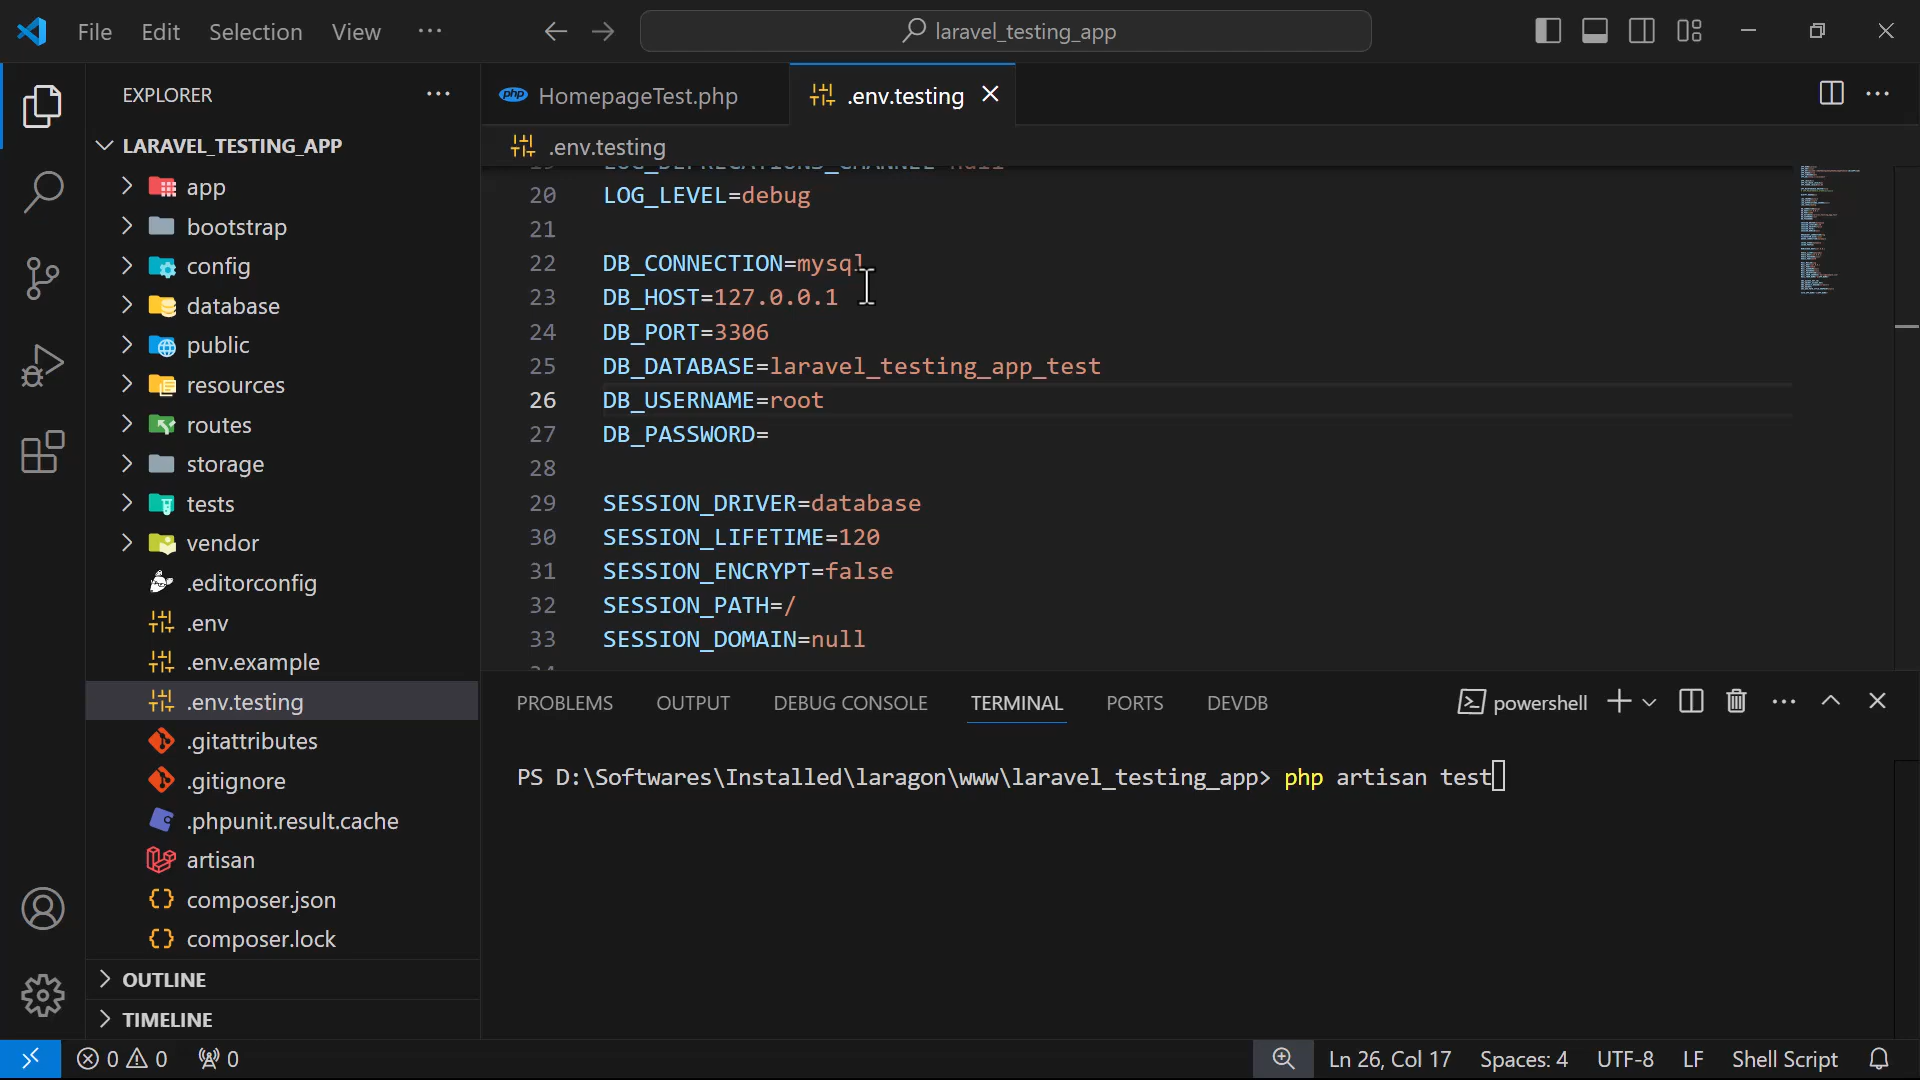 File Edit Selection View ···
laravel_testing_app
EXPLORER ···
LARAVEL_TESTING_APP
app
bootstrap
config
database
public
resources
routes
storage
tests
vendor
.editorconfig
.env
.env.example
.env.testing
.gitattributes
.gitignore
.phpunit.result.cache
artisan
composer.json
composer.lock
OUTLINE
TIMELINE
php HomepageTest.php
.env.testing
.env.testing
19 LOG_DEPRECATIONS_CHANNEL=null
20 LOG_LEVEL=debug
21
22 DB_CONNECTION=mysql
23 DB_HOST=127.0.0.1
24 DB_PORT=3306
25 DB_DATABASE=laravel_testing_app_test
26 DB_USERNAME=root
27 DB_PASSWORD=
28
29 SESSION_DRIVER=database
30 SESSION_LIFETIME=120
31 SESSION_ENCRYPT=false
32 SESSION_PATH=/
33 SESSION_DOMAIN=null
34
PROBLEMS OUTPUT DEBUG CONSOLE TERMINAL PORTS DEVDB
powershell
PS D:\Softwares\Installed\laragon\www\laravel_testing_app> php artisan test
0 0 0
Ln 26, Col 17 Spaces: 4 UTF-8 LF Shell Script